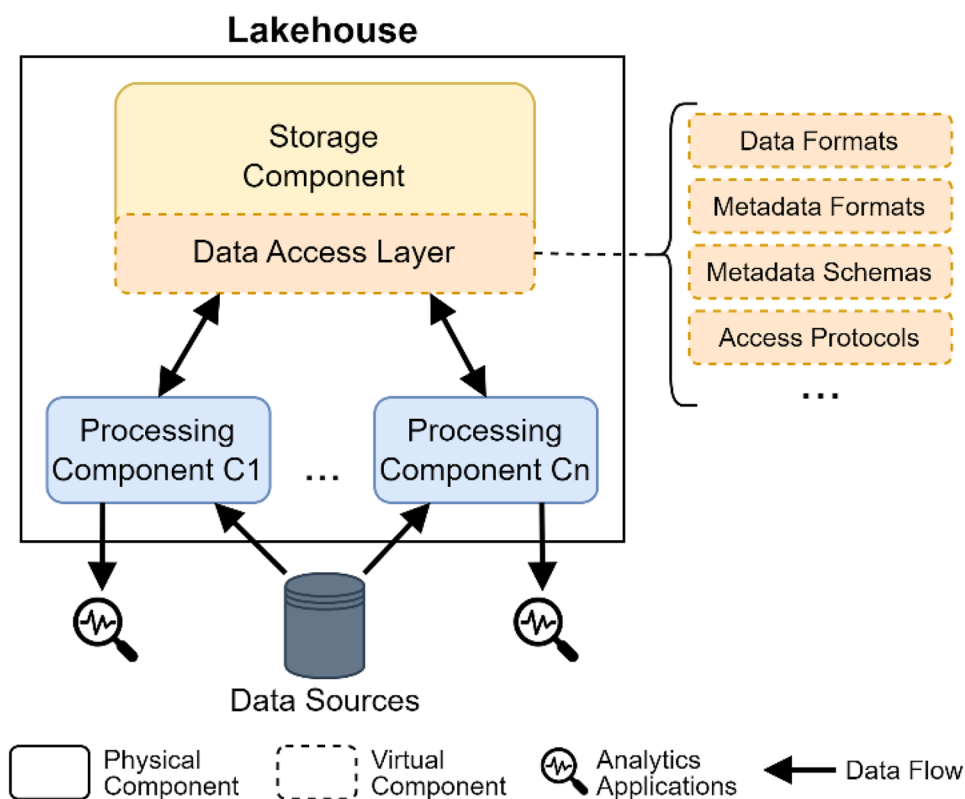 Lakehouse
Storage
Component
Data Access Layer
Data Formats
Metadata Formats
Metadada Schemas
Access Protocols
...
Processing
Component C1
...
Processing
Component Cn
Data Sources
Physical
Component
Virtual
Component
Analytics
Applications
Data Flow